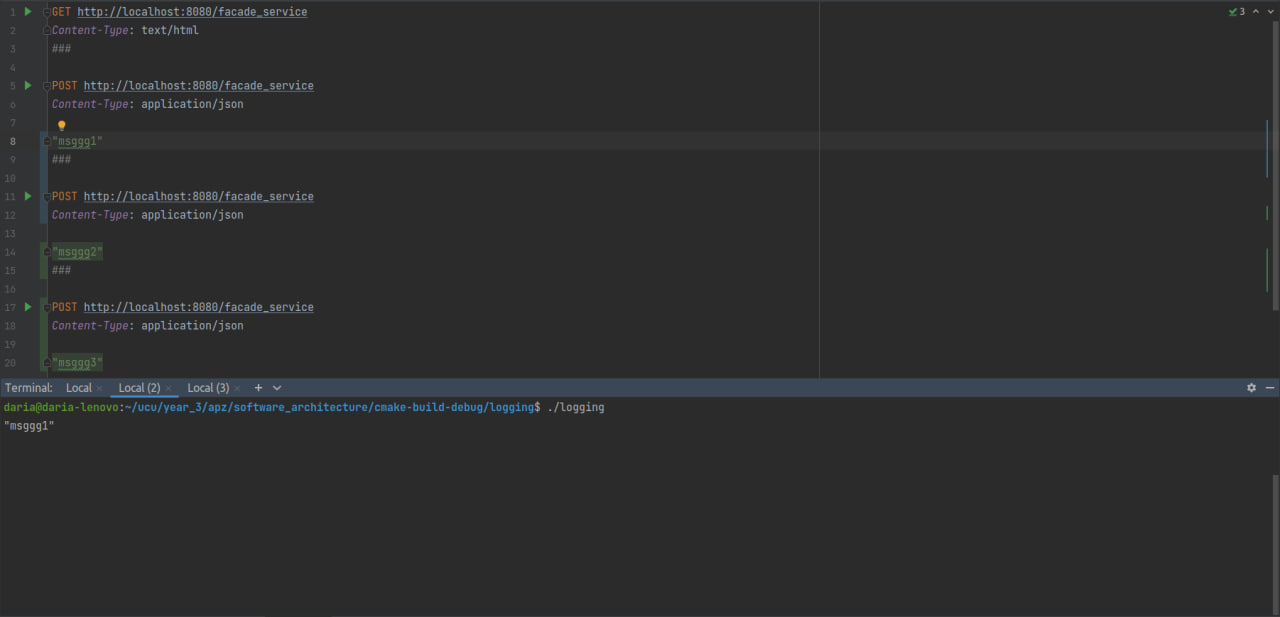 1 GET http://localhost:8080/facade_service 3
2 Content-Type: text/html
3 ###
4
5 POST http://localhost:8080/facade_service
6 Content-Type: application/json
7
8 "msggg1"
9 ###
10
11 POST http://localhost:8080/facade_service
12 Content-Type: application/json
13
14 "msggg2"
15 ###
16
17 POST http://localhost:8080/facade_service
18 Content-Type: application/json
19
20 "msggg3"
Terminal: Local × Local (2) × Local (3) × +
daria@daria-lenovo:~/ucu/year_3/apz/software_architecture/cmake-build-debug/logging$ ./logging
"msggg1"